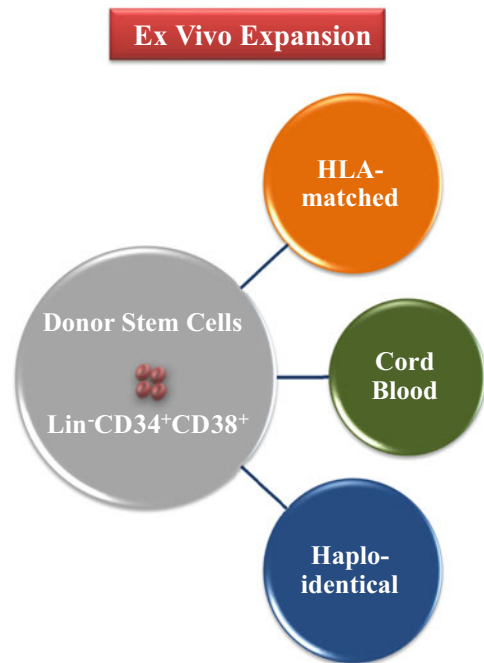 Ex Vivo Expansion
HLA-
matched
Donor Stem Cells
Lin⁻CD34⁺CD38⁺
Cord
Blood
Haplo-
identical